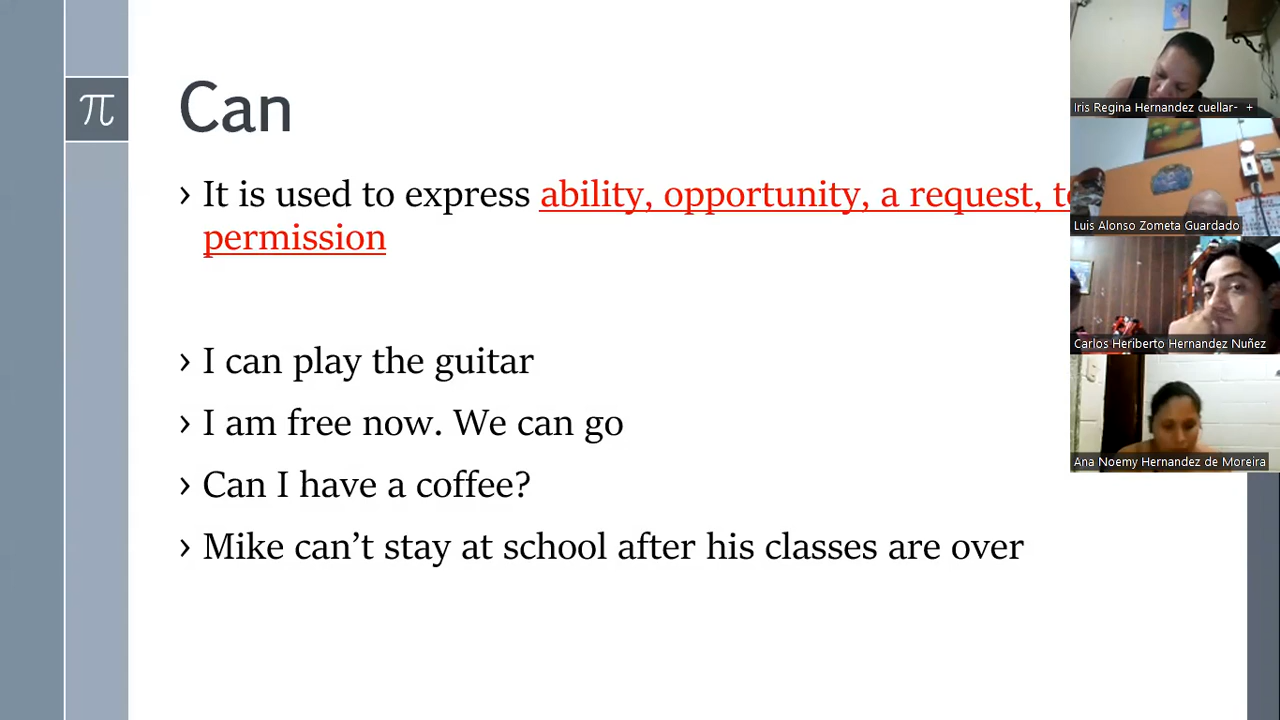 π
Can
› It is used to express ability, opportunity, a request,
permission
› I can play the guitar
› I am free now. We can go
› Can I have a coffee?
› Mike can’t stay at school after his classes are over
Iris Regina Hernandez cuellar- +
Luis Alonso Zometa Guardado
Carlos Heriberto Hernandez Nuñez
Ana Noemy Hernandez de Moreira